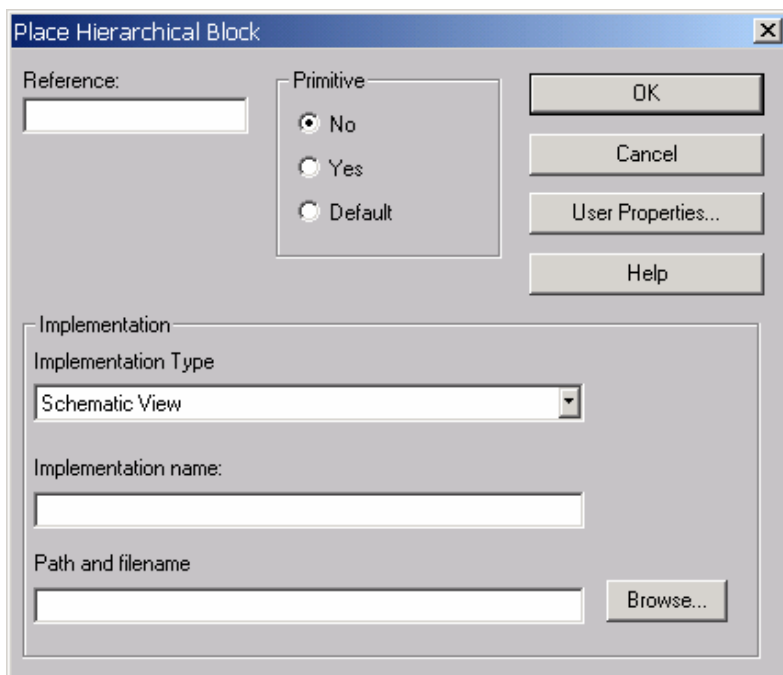 Place Hierarchical Block
Reference:
Primitive
No
Yes
Default
OK
Cancel
User Properties...
Help
Implementation
Implementation Type
Schematic View
Implementation name:
Path and filename
Browse...